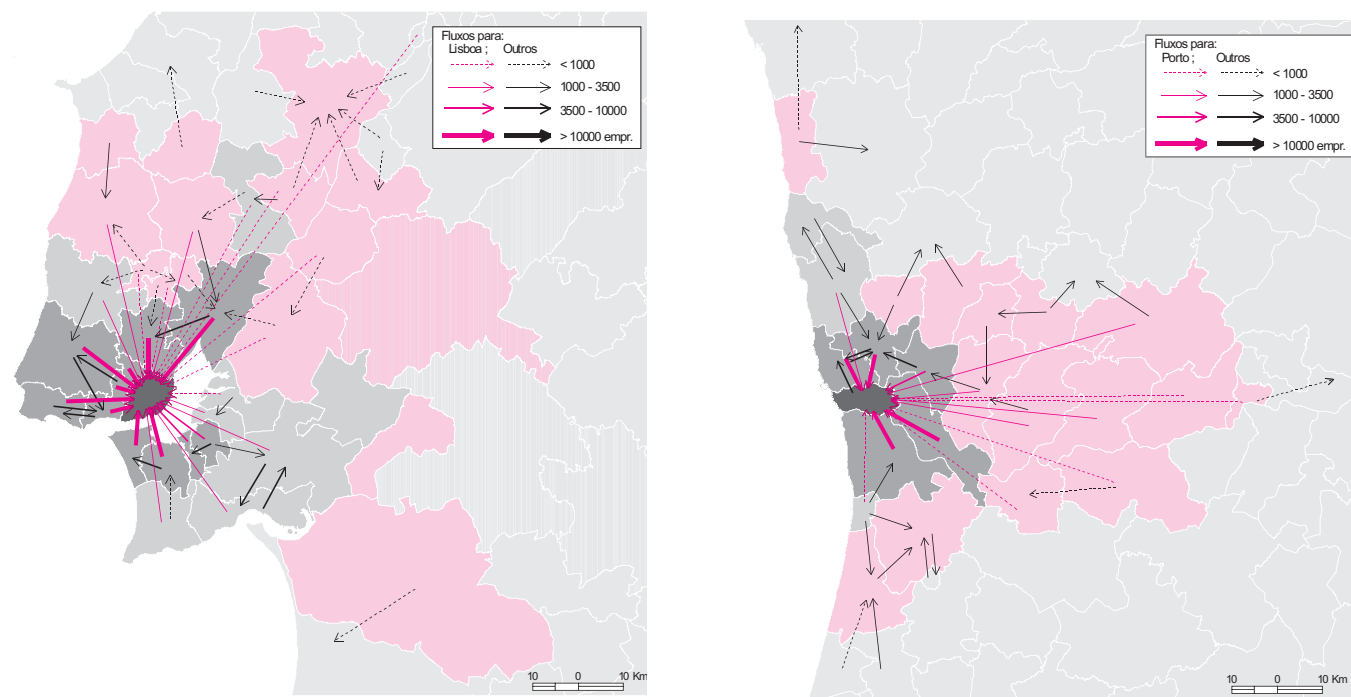 Fluxos para:
Lisboa ; Outros
< 1000
1000 - 3500
3500 - 10000
> 10000 empr.
10 0 10 Km
Fluxos para:
Porto ; Outros
< 1000
1000 - 3500
3500 - 10000
> 10000 empr.
10 0 10 Km